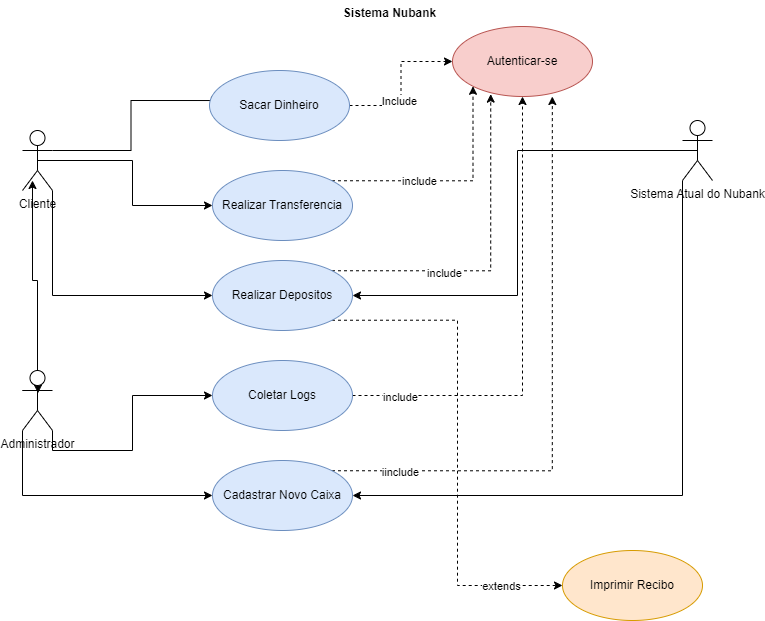 Sistema Nubank
Autenticar-se
Sacar Dinheiro
Include
include
Sistema Atual do Nubank
Cliente
Realizar Transferencia
include
Realizar Depositos
Coletar Logs
include
Administrador
iinclude
Cadastrar Novo Caixa
extends
Imprimir Recibo